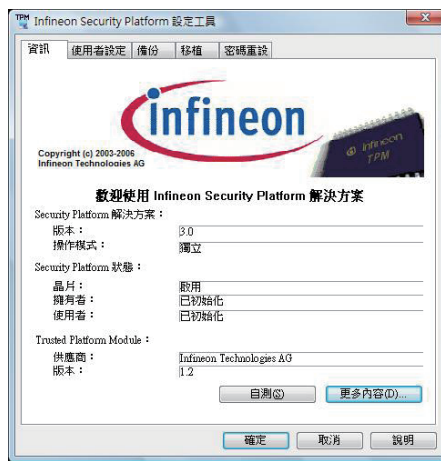 Infineon Security Platform 設定工具
資訊 使用者設定 備份 移植 密碼重設
infineon
Copyright (c) 2003-2006
Infineon Technologies AG
infineon
TPM
歡迎使用 Infineon Security Platform 解決方案
Security Platform 解決方案：
版本： 3.0
操作模式： 獨立
Security Platform 狀態：
晶片： 啟用
擁有者： 已初始化
使用者： 已初始化
Trusted Platform Module：
供應商： Infineon Technologies AG
版本： 1.2
自測(S) 更多內容(D)...
確定 取消 說明